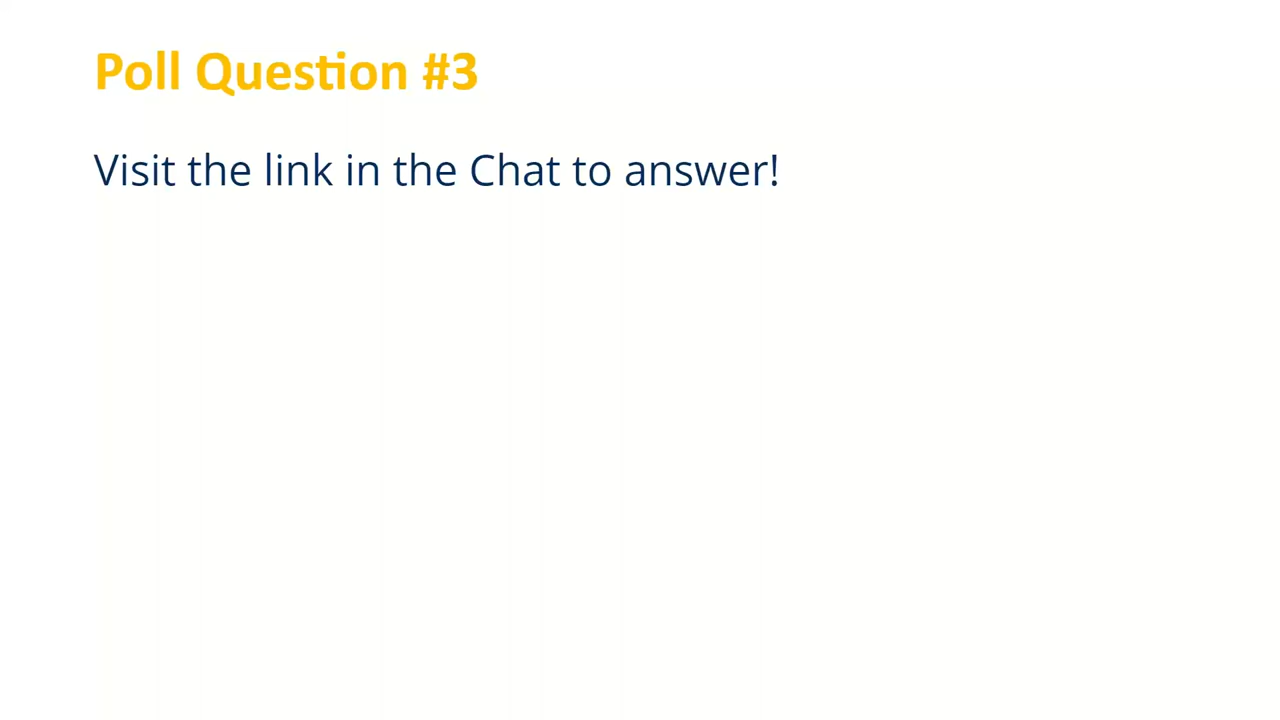 Poll Question #3
Visit the link in the Chat to answer!